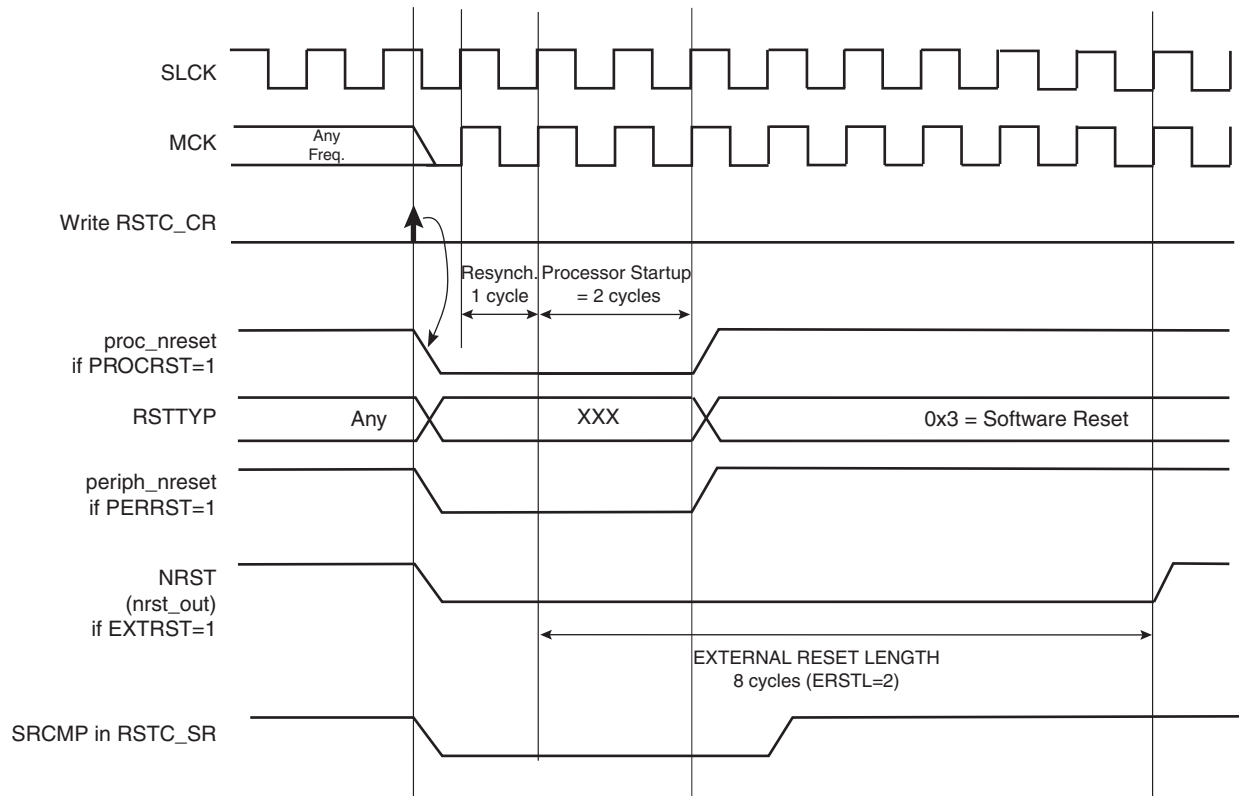 SLCK
MCK
Any
Freq.
Write RSTC_CR
Resynch.
1 cycle
Processor Startup
= 2 cycles
proc_nreset
if PROCRST=1
RSTTYP
Any
XXX
0x3 = Software Reset
periph_nreset
if PERRST=1
NRST
(nrst_out)
if EXTRST=1
EXTERNAL RESET LENGTH
8 cycles (ERSTL=2)
SRCMP in RSTC_SR